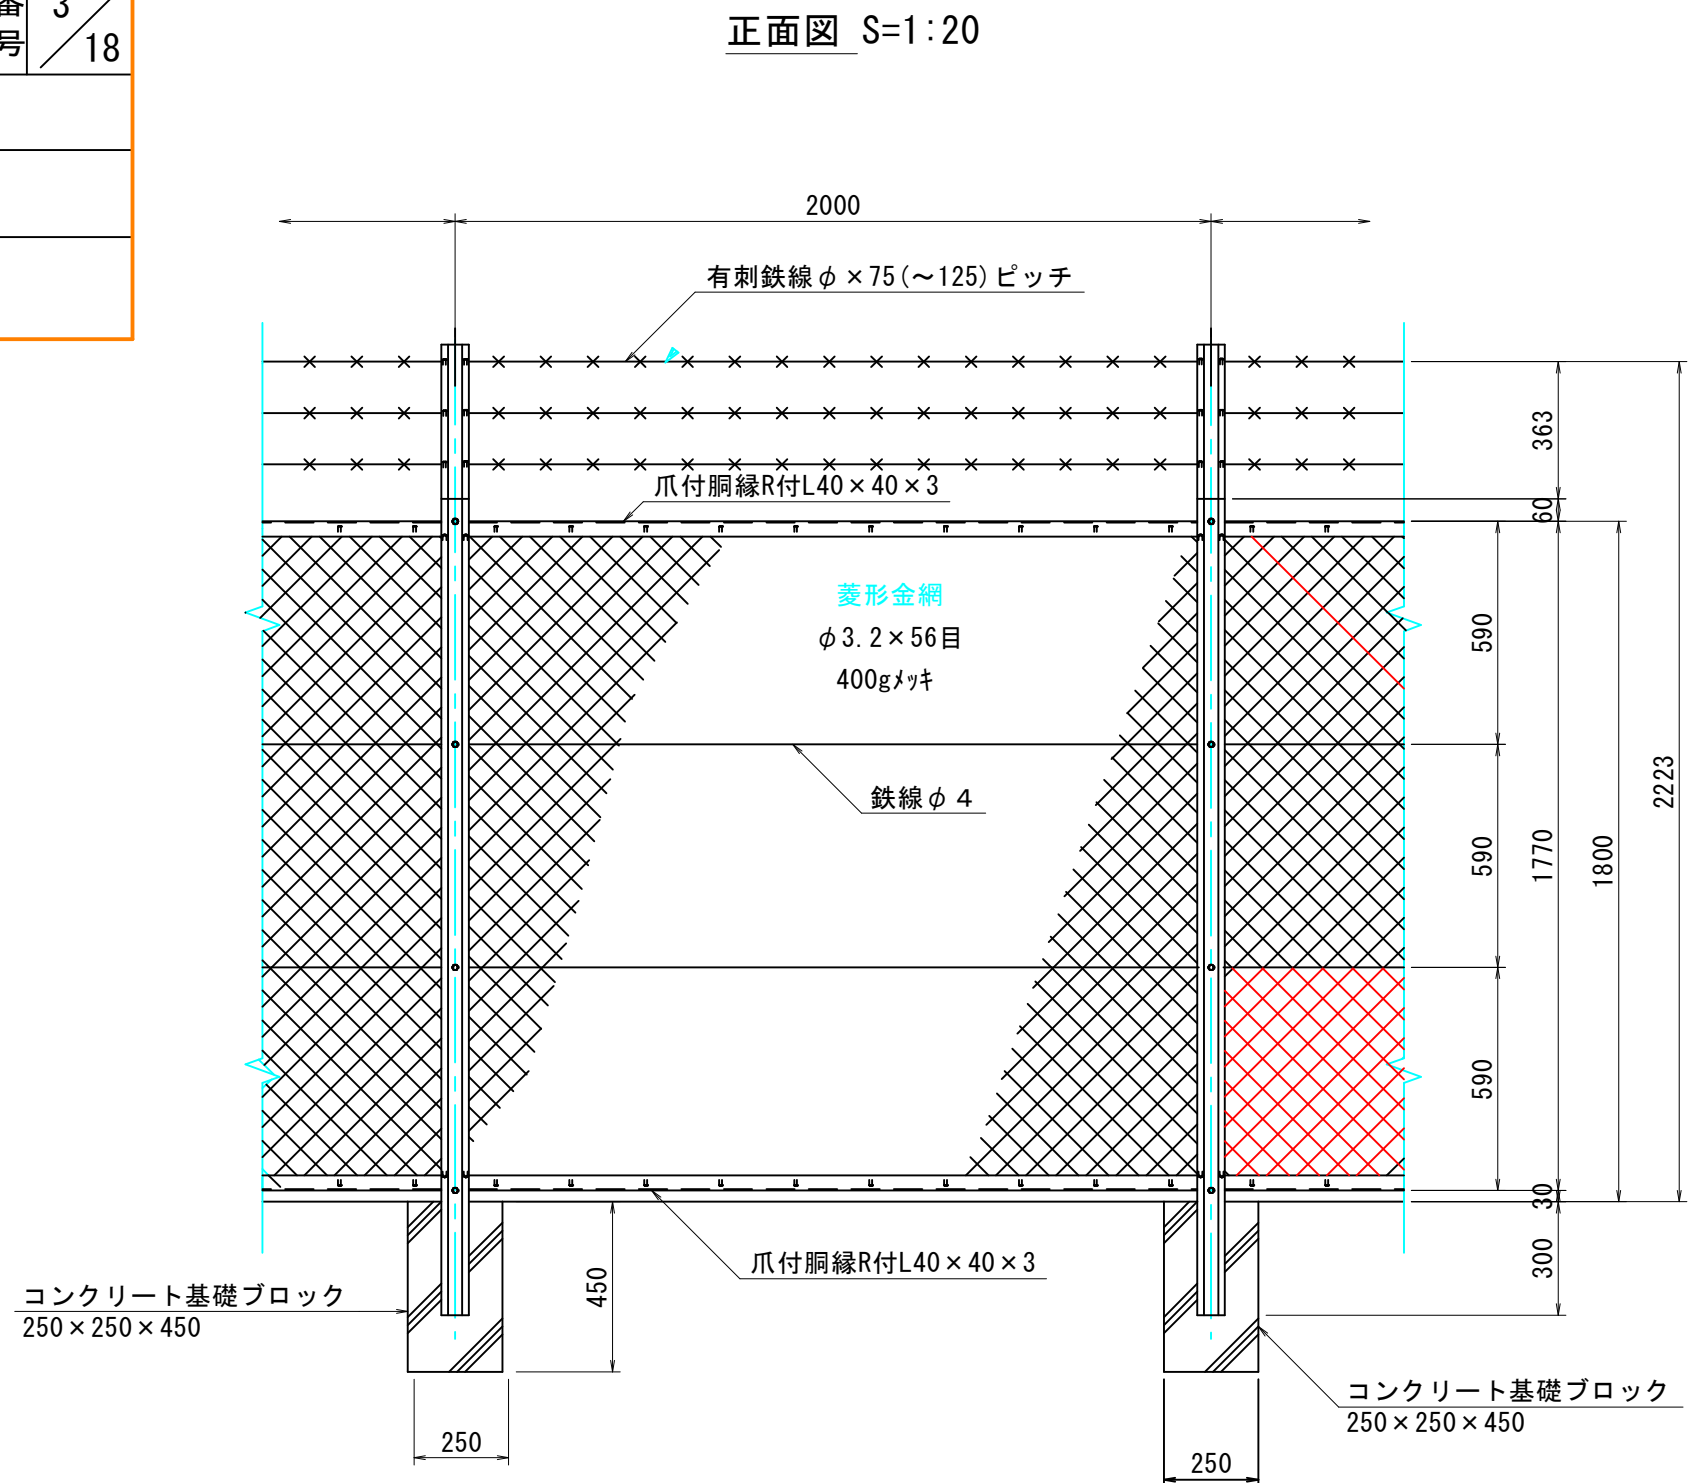 番
号
3
18
正面図 S=1:20
2000
有刺鉄線φ×75(～125)ピッチ
363
爪付胴縁R付L40×40×3
60
菱形金網
φ3.2×56目
400gﾒｯｷ
590
2223
鉄線φ4
590
1770
1800
590
30
爪付胴縁R付L40×40×3
300
450
コンクリート基礎ブロック
250×250×450
コンクリート基礎ブロック
250×250×450
250
250